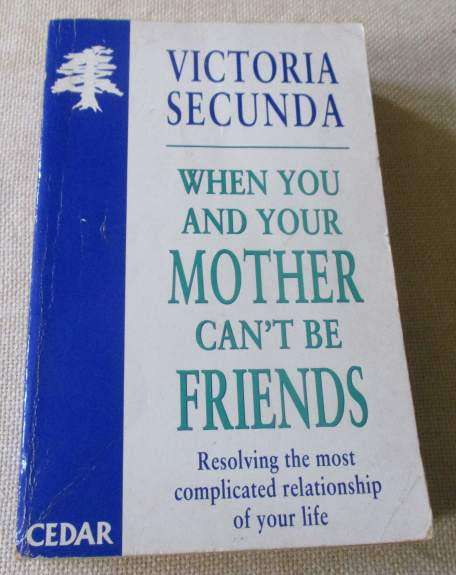 VICTORIA
SECUNDA
WHEN YOU
AND YOUR
MOTHER
CAN'T BE
FRIENDS
Resolving the most
complicated relationship
of your life
CEDAR